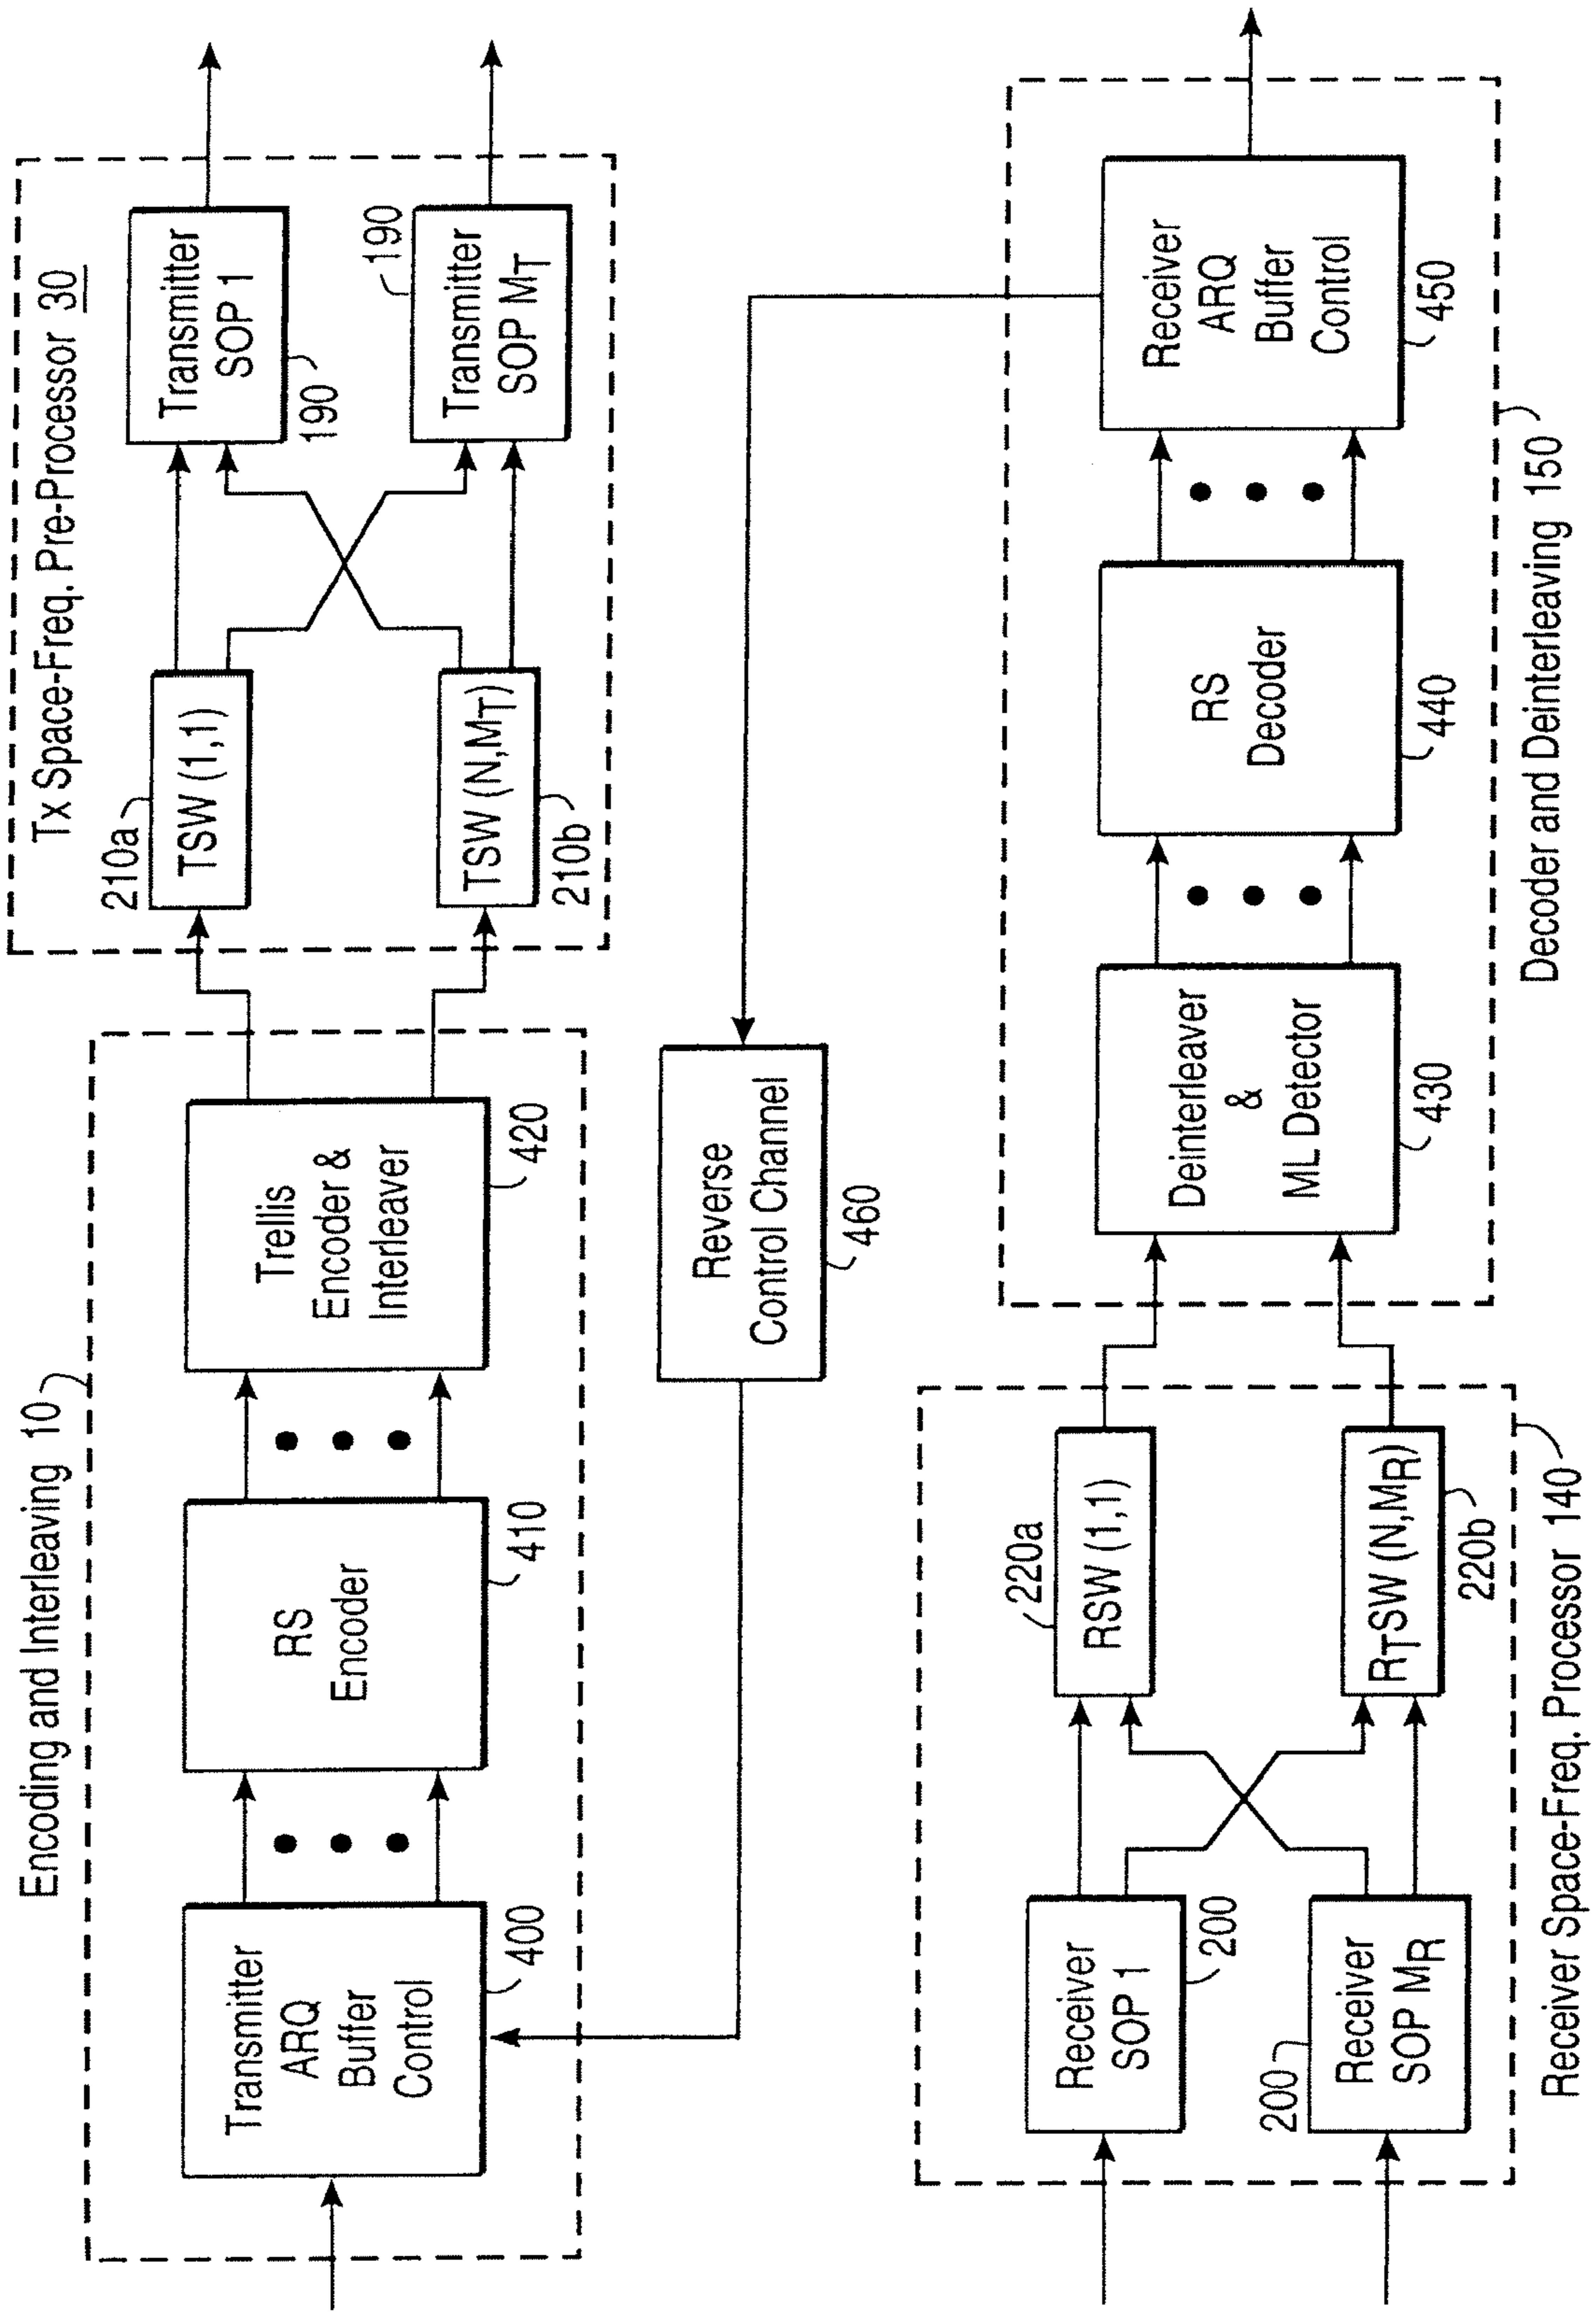 Encoding and Interleaving 10
Transmitter
ARQ
Buffer
Control
400
RS
Encoder
410
Trellis
Encoder &
Interleaver
420
Tx Space-Freq. Pre-Processor 30
210a
TSW (1,1)
TSW (N,MT)
210b
Transmitter
SOP 1
190
190
Transmitter
SOP MT
Reverse
Control Channel
460
Receiver
SOP 1
200
200
Receiver
SOP MR
220a
RSW (1,1)
RTSW (N,MR)
220b
Receiver Space-Freq. Processor 140
Deinterleaver
&
ML Detector
430
RS
Decoder
440
Receiver
ARQ
Buffer
Control
450
Decoder and Deinterleaving 150